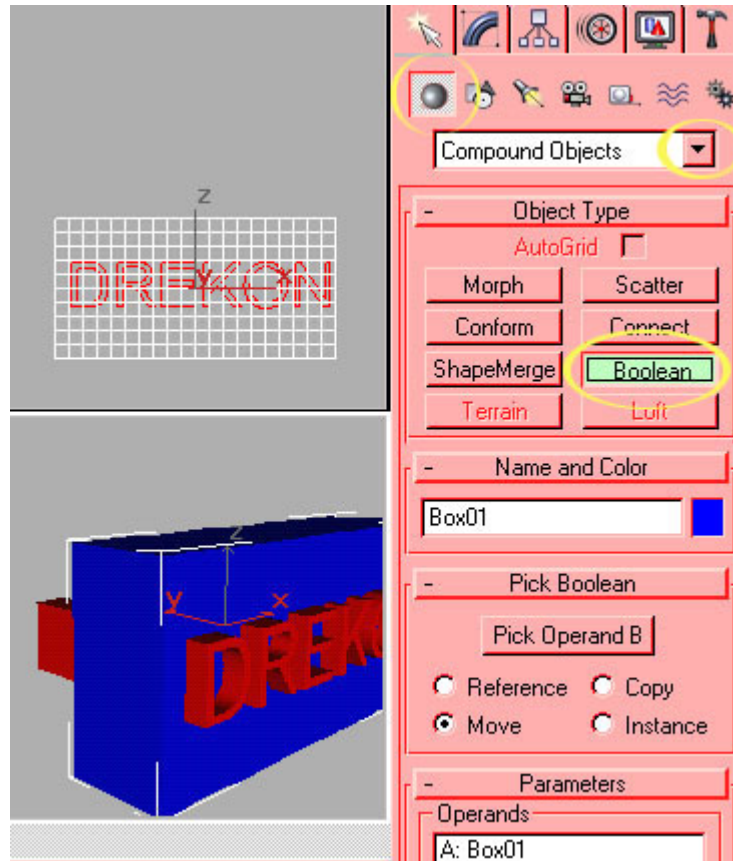 Compound Objects
- Object Type
AutoGrid
Morph Scatter
Conform Connect
ShapeMerge Boolean
Terrain Loft
z
DREKON
y x
- Name and Color
Box01
- Pick Boolean
Pick Operand B
Reference Copy
Move Instance
- Parameters
Operands
A: Box01
z
y x
DREKO